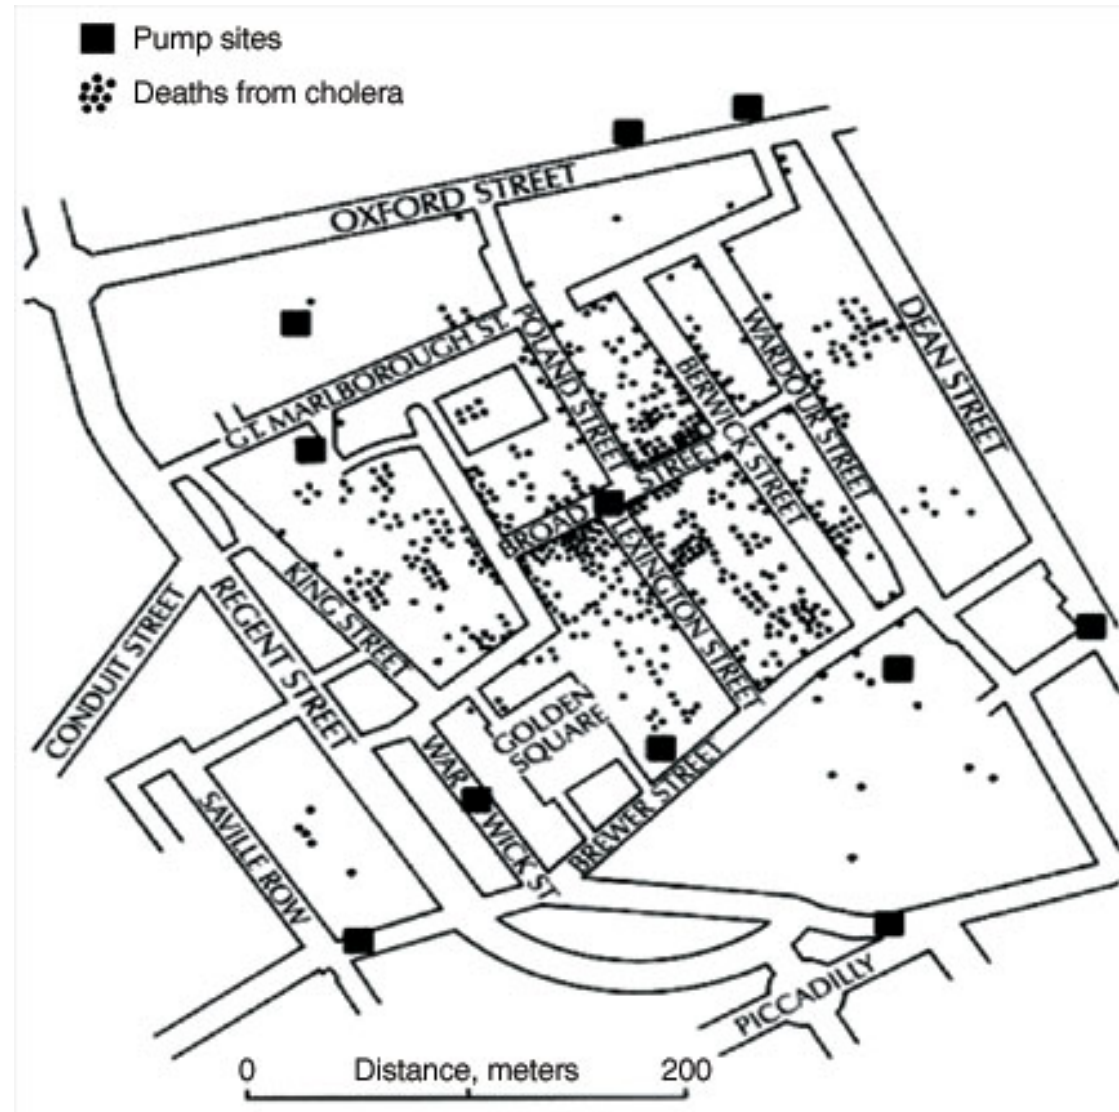 Pump sites
Deaths from cholera
OXFORD STREET
GT. MARLBOROUGH ST.
POLAND STREET
BERWICK STREET
WARDOUR STREET
DEAN STREET
BROAD STREET
LEXINGTON STREET
KING STREET
REGENT STREET
CONDUIT STREET
GOLDEN
SQUARE
WARWICK ST
BREWER STREET
SAVILLE ROW
PICCADILLY
0 Distance, meters 200